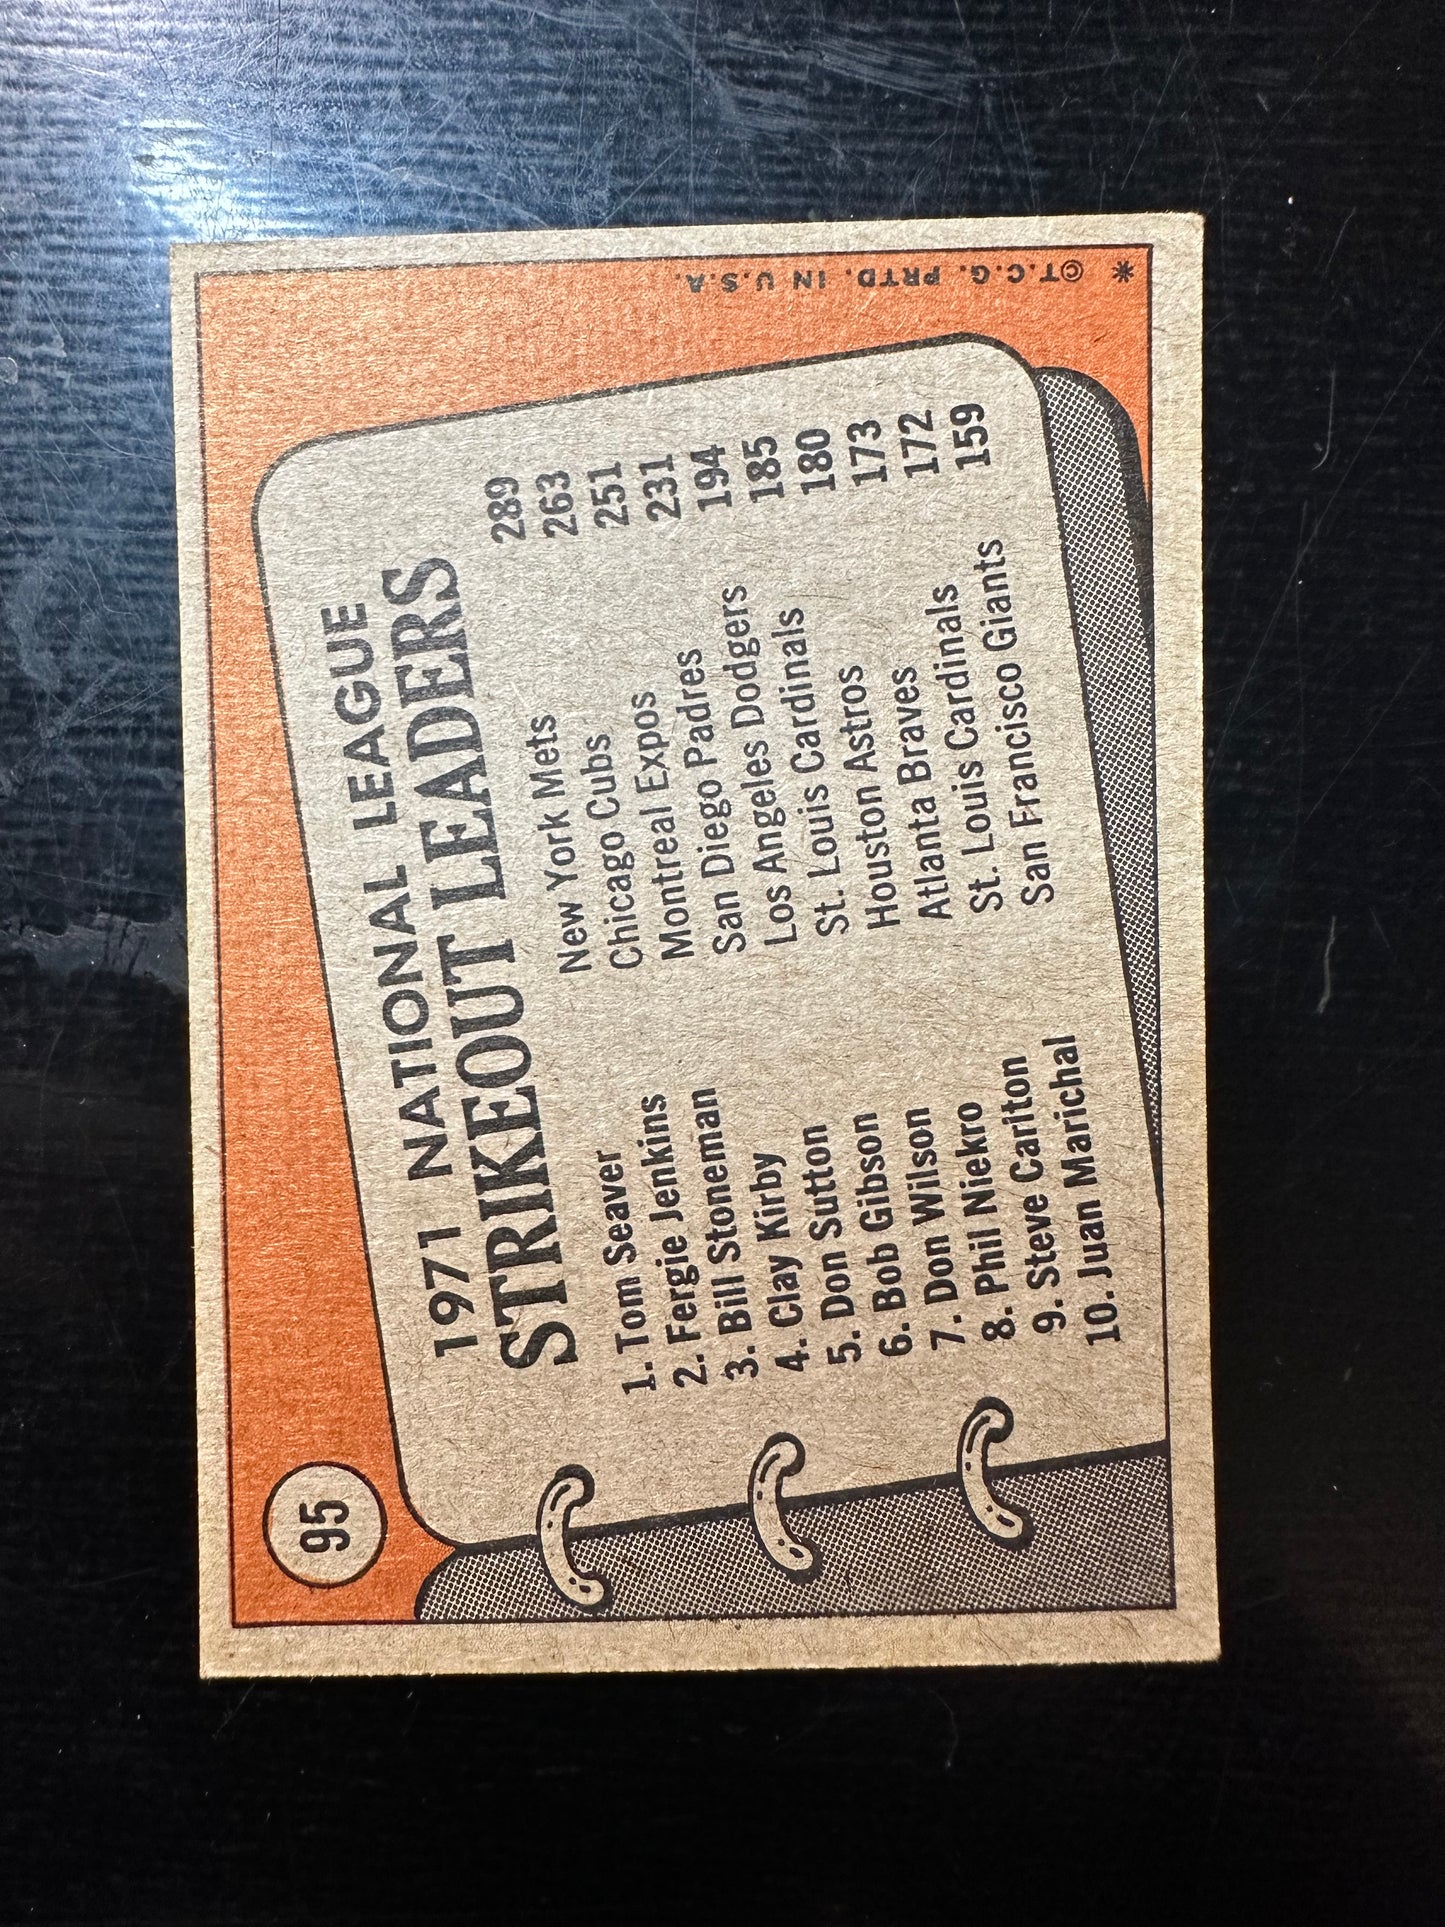 95
1971 NATIONAL LEAGUE
STRIKEOUT LEADERS
1. Tom Seaver New York Mets 289
2. Fergie Jenkins Chicago Cubs 263
3. Bill Stoneman Montreal Expos 251
4. Clay Kirby San Diego Padres 231
5. Don Sutton Los Angeles Dodgers 194
6. Bob Gibson St. Louis Cardinals 185
7. Don Wilson Houston Astros 180
8. Phil Niekro Atlanta Braves 173
9. Steve Carlton St. Louis Cardinals 172
10. Juan Marichal San Francisco Giants 159
* ©T.C.G. PRTD. IN U.S.A.